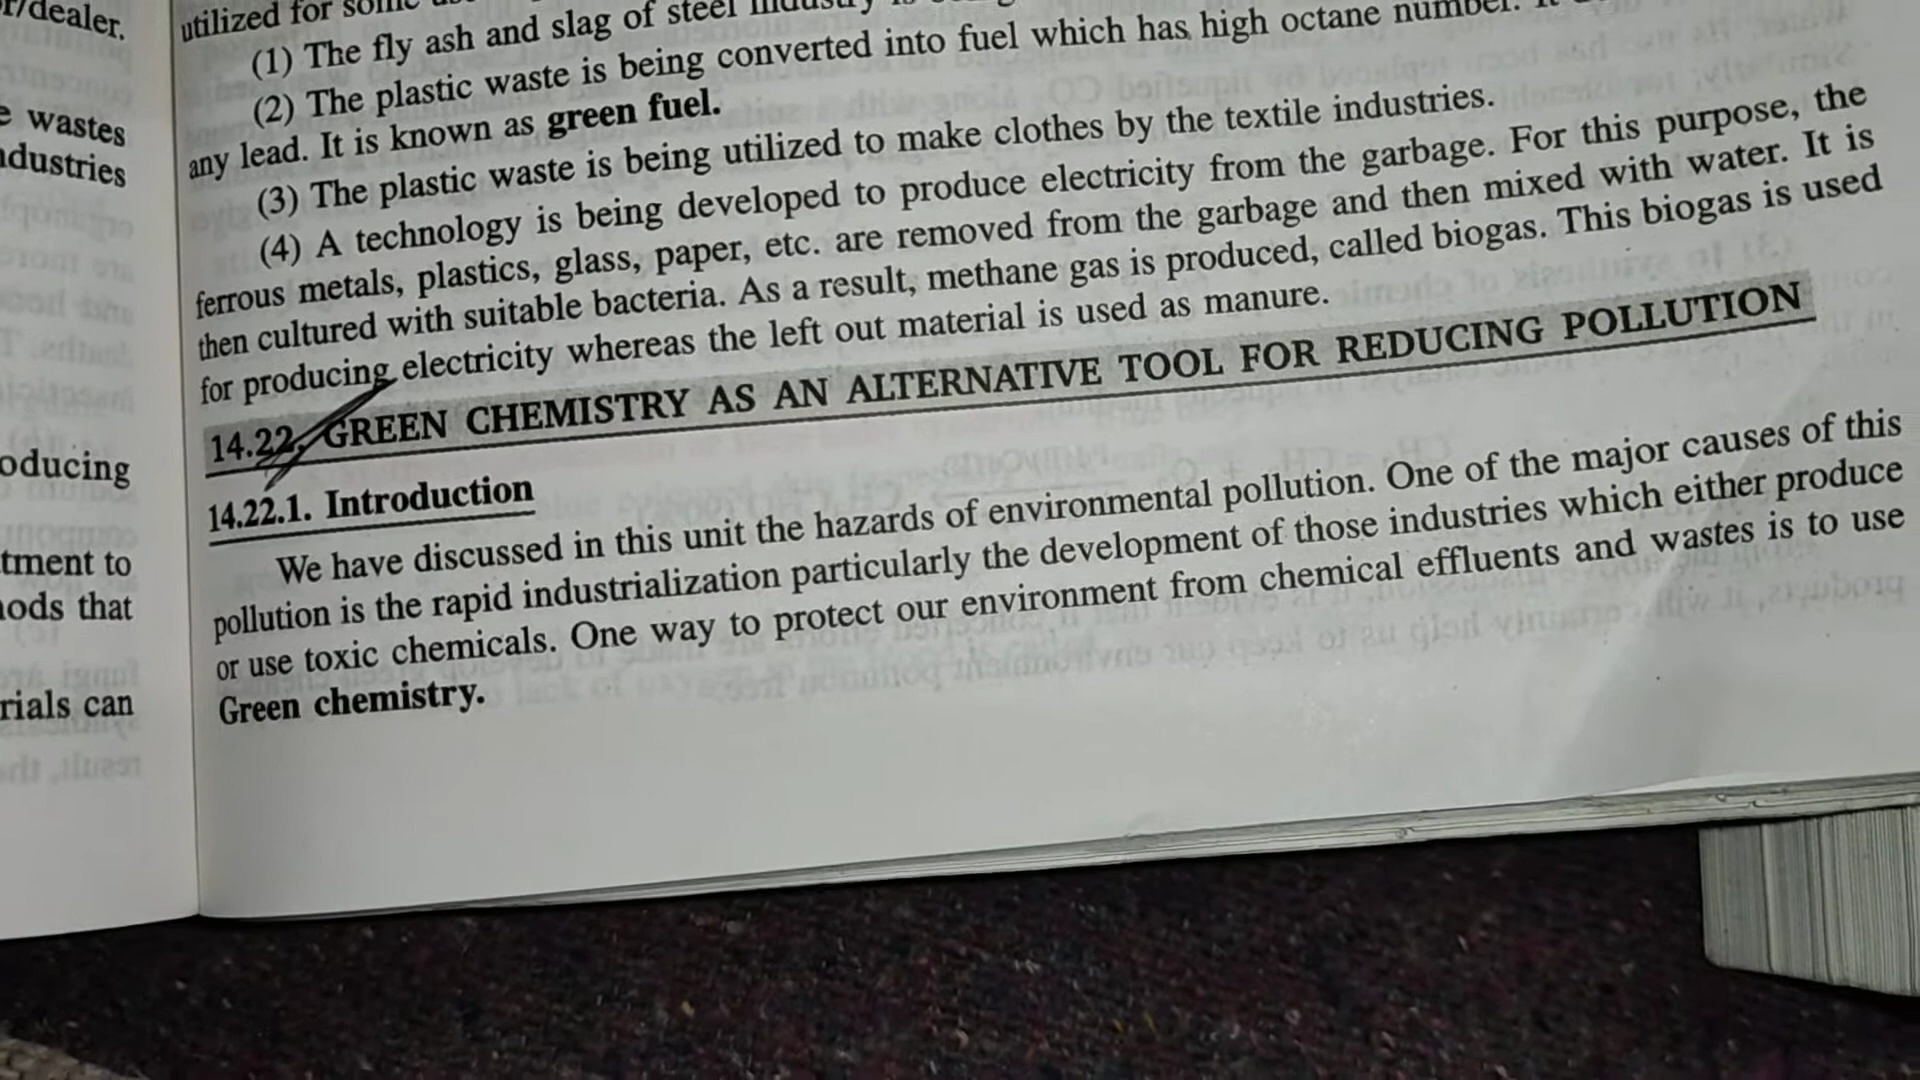 r/dealer.
e wastes
ndustries
oducing
tment to
nods that
rials can
utilized for some
(1) The fly ash and slag of steel industry
(2) The plastic waste is being converted into fuel which has high octane number.
any lead. It is known as green fuel.
(3) The plastic waste is being utilized to make clothes by the textile industries.
(4) A technology is being developed to produce electricity from the garbage. For this purpose, the
ferrous metals, plastics, glass, paper, etc. are removed from the garbage and then mixed with water. It is
then cultured with suitable bacteria. As a result, methane gas is produced, called biogas. This biogas is used
for producing electricity whereas the left out material is used as manure.
14.22. GREEN CHEMISTRY AS AN ALTERNATIVE TOOL FOR REDUCING POLLUTION
14.22.1. Introduction
We have discussed in this unit the hazards of environmental pollution. One of the major causes of this
pollution is the rapid industrialization particularly the development of those industries which either produce
or use toxic chemicals. One way to protect our environment from chemical effluents and wastes is to use
Green chemistry.